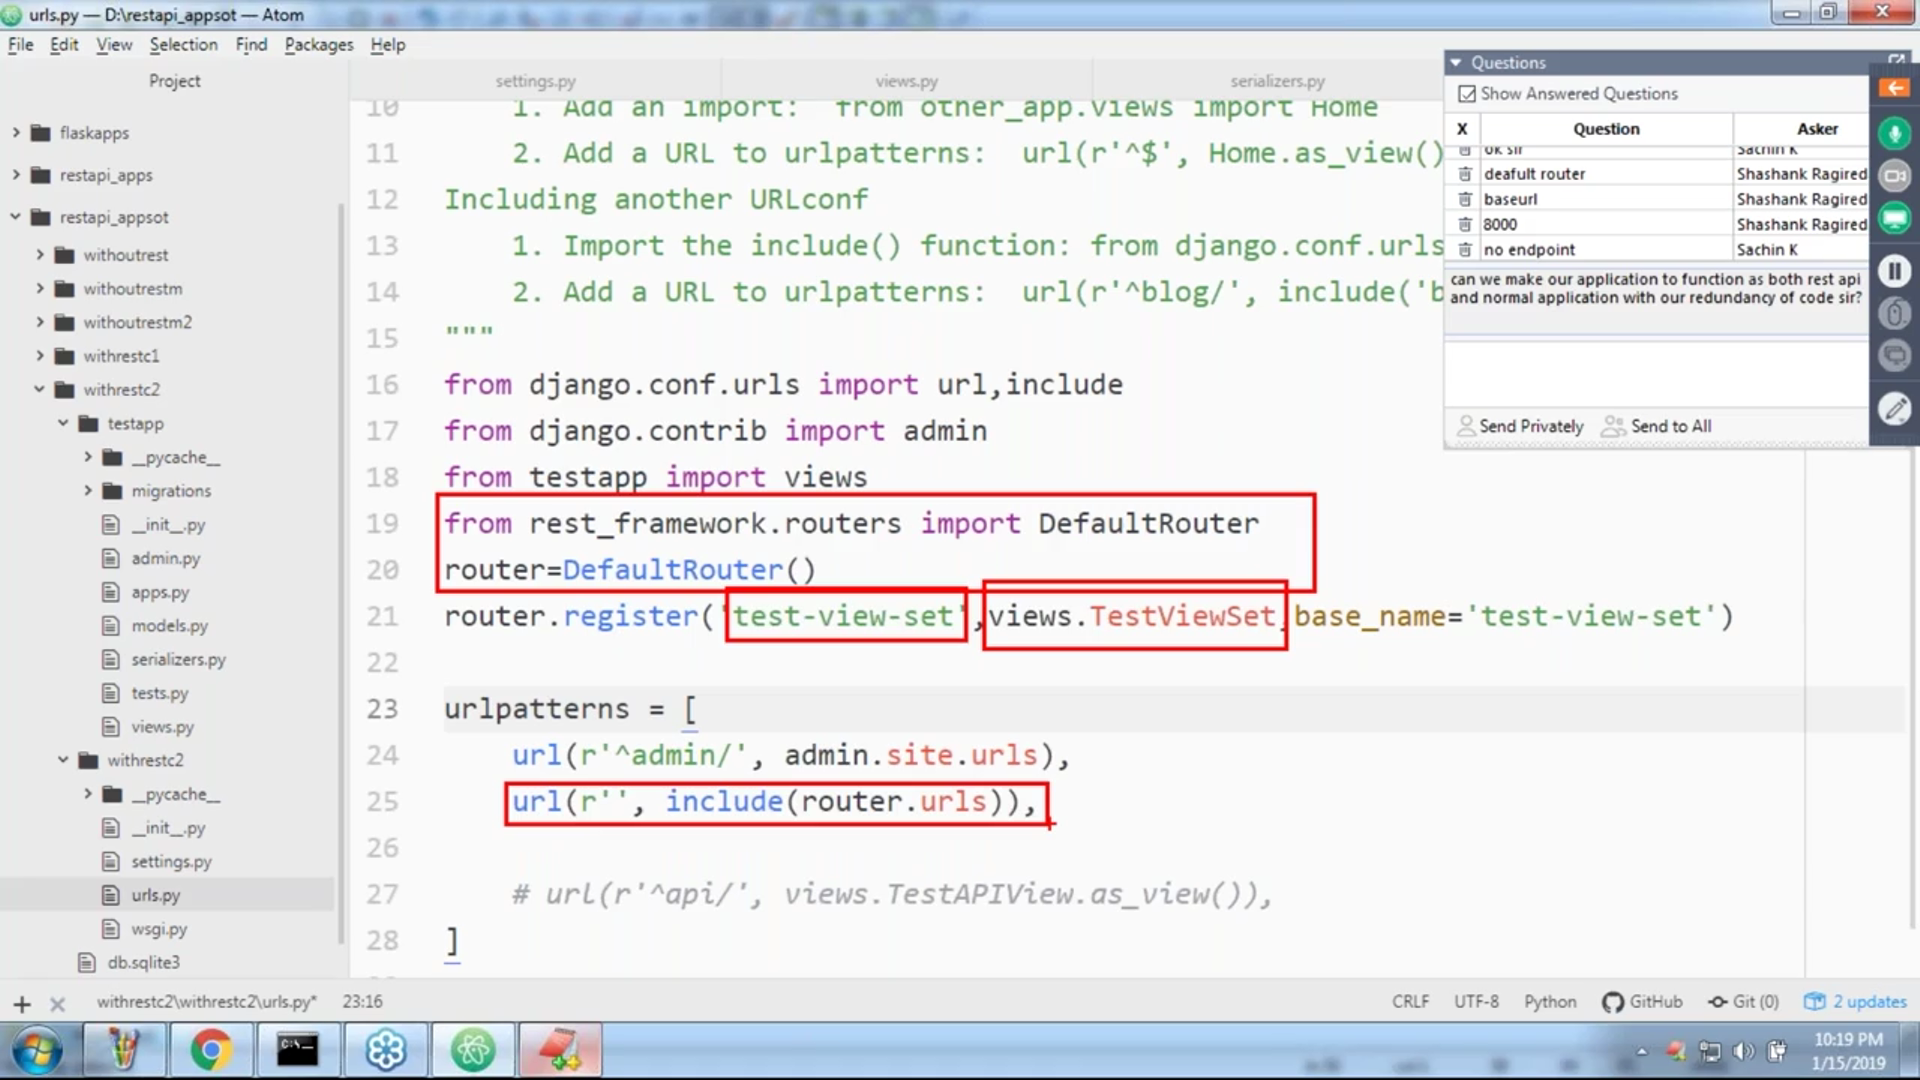 urls.py — D:\restapi_appsot — Atom
File Edit View Selection Find Packages Help
Project
flaskapps
restapi_apps
restapi_appsot
withoutrest
withoutrestm
withoutrestm2
withrestc1
withrestc2
testapp
__pycache__
migrations
__init__.py
admin.py
apps.py
models.py
serializers.py
tests.py
views.py
withrestc2
__pycache__
__init__.py
settings.py
urls.py
wsgi.py
db.sqlite3
settings.py views.py serializers.py
10 1. Add an import:  from other_app.views import Home
11 2. Add a URL to urlpatterns:  url(r'^$', Home.as_view()
12 Including another URLconf
13 1. Import the include() function: from django.conf.urls
14 2. Add a URL to urlpatterns:  url(r'^blog/', include('b
15 """
16 from django.conf.urls import url,include
17 from django.contrib import admin
18 from testapp import views
19 from rest_framework.routers import DefaultRouter
20 router=DefaultRouter()
21 router.register('test-view-set',views.TestViewSet,base_name='test-view-set')
22
23 urlpatterns = [
24 url(r'^admin/', admin.site.urls),
25 url(r'', include(router.urls)),
26
27 # url(r'^api/', views.TestAPIView.as_view()),
28 ]
Questions
Show Answered Questions
X Question Asker
ok sir Sachin K
deafult router Shashank Ragired
baseurl Shashank Ragired
8000 Shashank Ragired
no endpoint Sachin K
can we make our application to function as both rest api
and normal application with our redundancy of code sir?
Send Privately Send to All
withrestc2\withrestc2\urls.py* 23:16 CRLF UTF-8 Python GitHub Git (0) 2 updates
C:\_
10:19 PM
1/15/2019